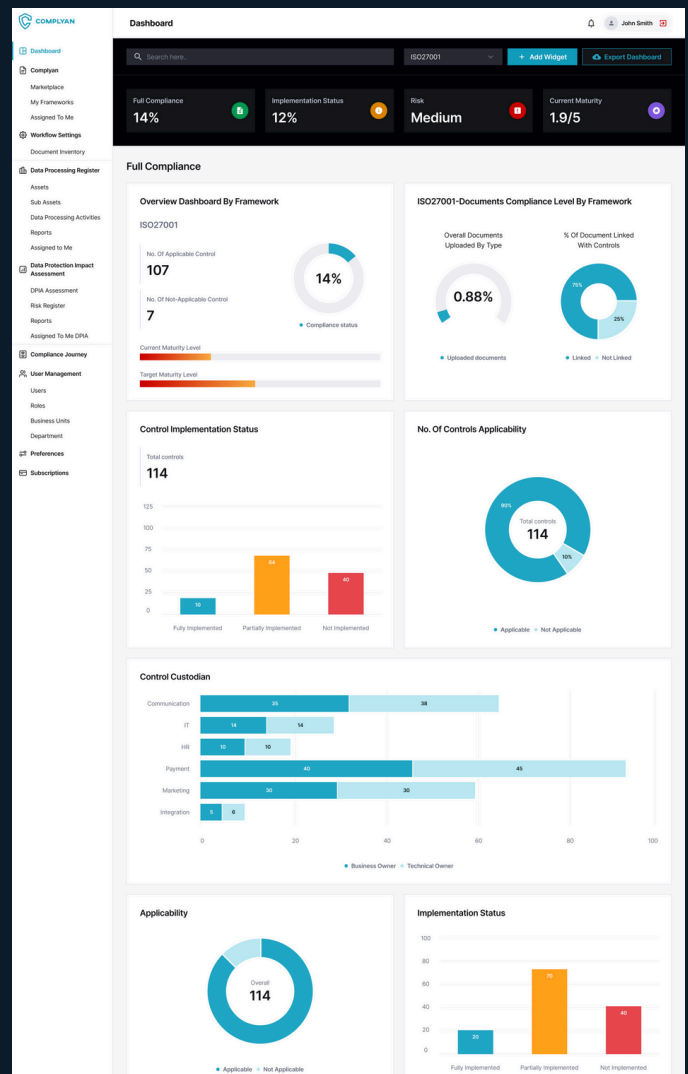 COMPLYAN
Dashboard
John Smith
Dashboard
Complyan
Marketplace
My Frameworks
Assigned To Me
Workflow Settings
Document Inventory
Data Processing Register
Assets
Sub Assets
Data Processing Activities
Reports
Assigned to Me
Data Protection Impact
Assessment
DPIA Assessment
Risk Register
Reports
Assigned To Me DPIA
Compliance Journey
User Management
Users
Roles
Business Units
Department
Preferences
Subscriptions
Search here..
ISO27001
+ Add Widget
Export Dashboard
Full Compliance
14%
Implementation Status
12%
Risk
Medium
Current Maturity
1.9/5
Full Compliance
Overview Dashboard By Framework
ISO27001
No. Of Applicable Control
107
No. Of Not-Applicable Control
7
14%
Compliance status
Current Maturity Level
Target Maturity Level
ISO27001-Documents Compliance Level By Framework
Overall Documents
Uploaded By Type
0.88%
Uploaded documents
% Of Document Linked
With Controls
75%
25%
Linked
Not Linked
Control Implementation Status
Total controls
114
125
100
75
50
25
0
10
64
40
Fully Implemented
Partially Implemented
Not Implemented
No. Of Controls Applicability
90%
Total controls
114
10%
Applicable
Not Applicable
Control Custodian
Communication 35 38
IT 14 14
HR 10 10
Payment 40 45
Marketing 30 30
Integration 5 6
0 20 40 60 80 100
Business Owner
Technical Owner
Applicability
Overall
114
Applicable
Not Applicable
Implementation Status
100
80
60
40
20
0
20
70
40
Fully Implemented
Partially Implemented
Not Implemented